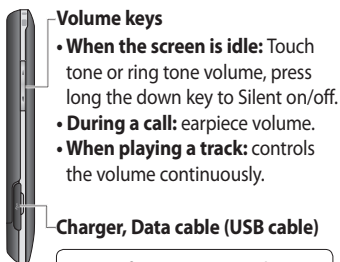 Volume keys
• When the screen is idle: Touch
tone or ring tone volume, press
long the down key to Silent on/off.
• During a call: earpiece volume.
• When playing a track: controls
the volume continuously.
Charger, Data cable (USB cable)